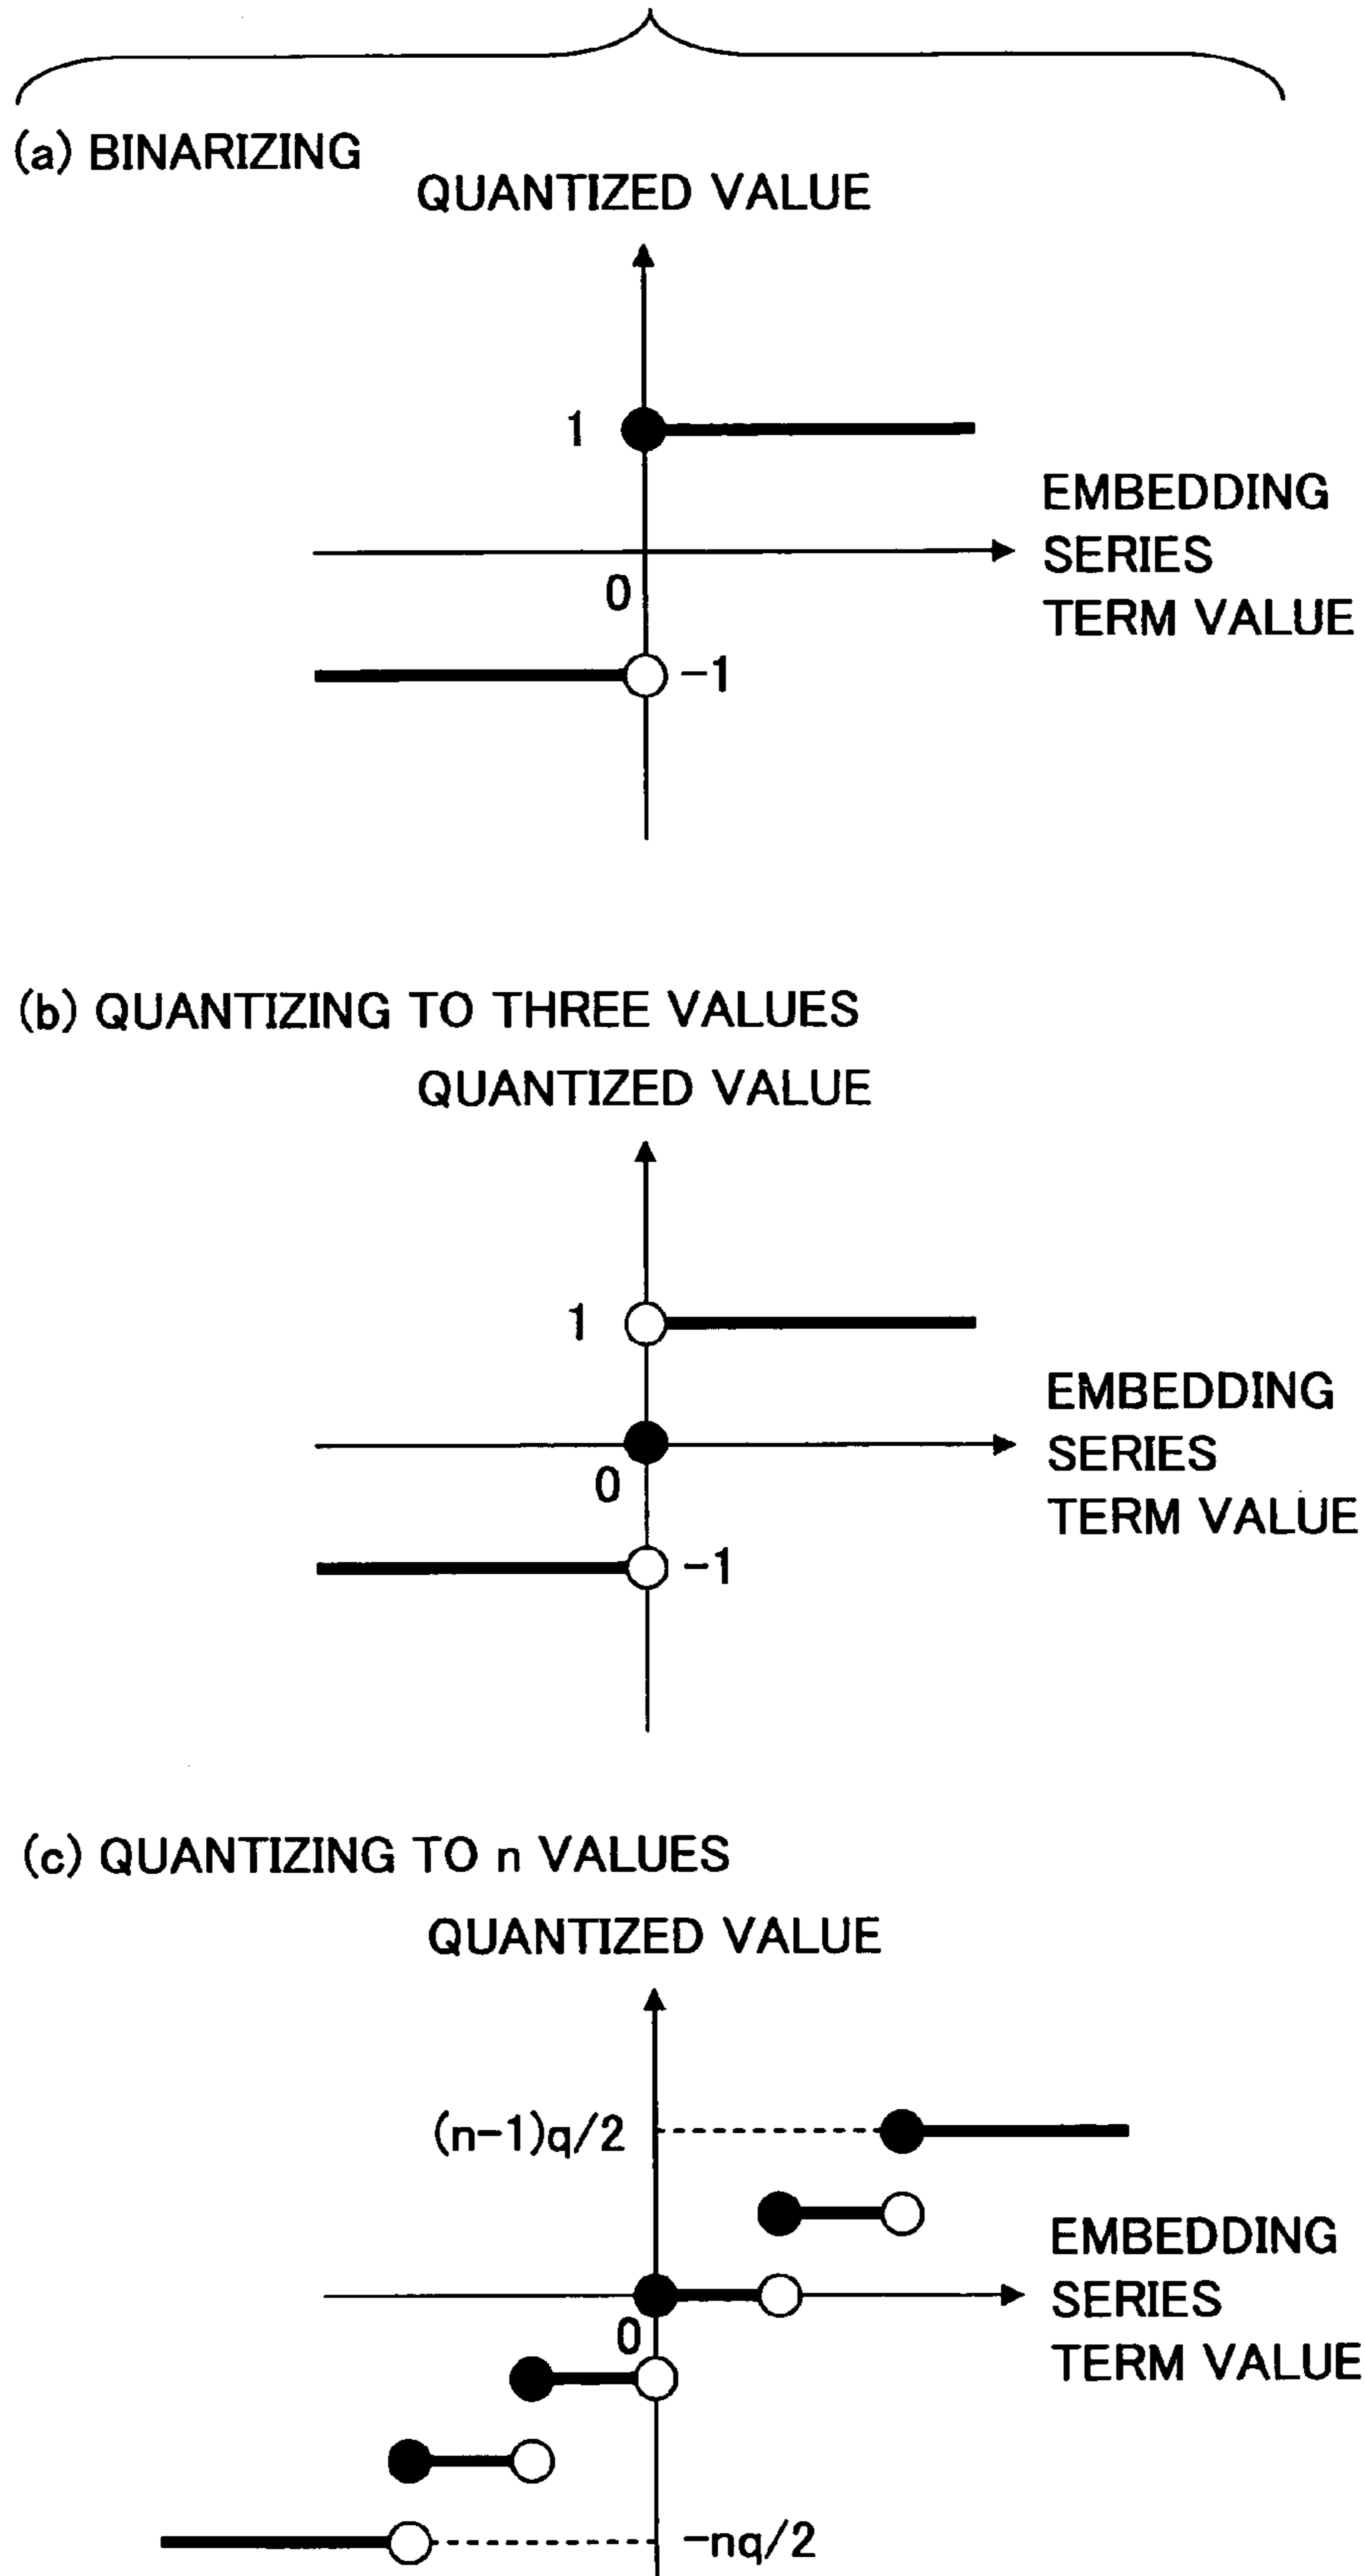 (a) BINARIZING
QUANTIZED VALUE
1
EMBEDDING
SERIES
TERM VALUE
0
-1
(b) QUANTIZING TO THREE VALUES
QUANTIZED VALUE
1
EMBEDDING
SERIES
TERM VALUE
0
-1
(c) QUANTIZING TO n VALUES
QUANTIZED VALUE
(n-1)q/2
EMBEDDING
SERIES
TERM VALUE
0
-nq/2